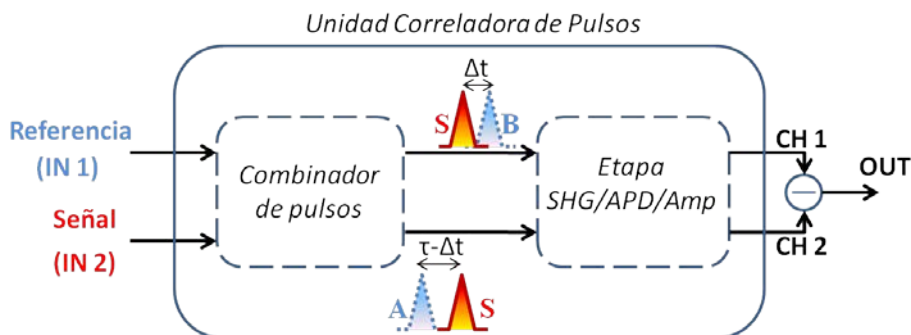 Unidad Correladora de Pulsos
Δt
Referencia
(IN 1)
S
B
CH 1
Combinador
de pulsos
Etapa
SHG/APD/Amp
OUT
Señal
(IN 2)
CH 2
τ-Δt
A
S